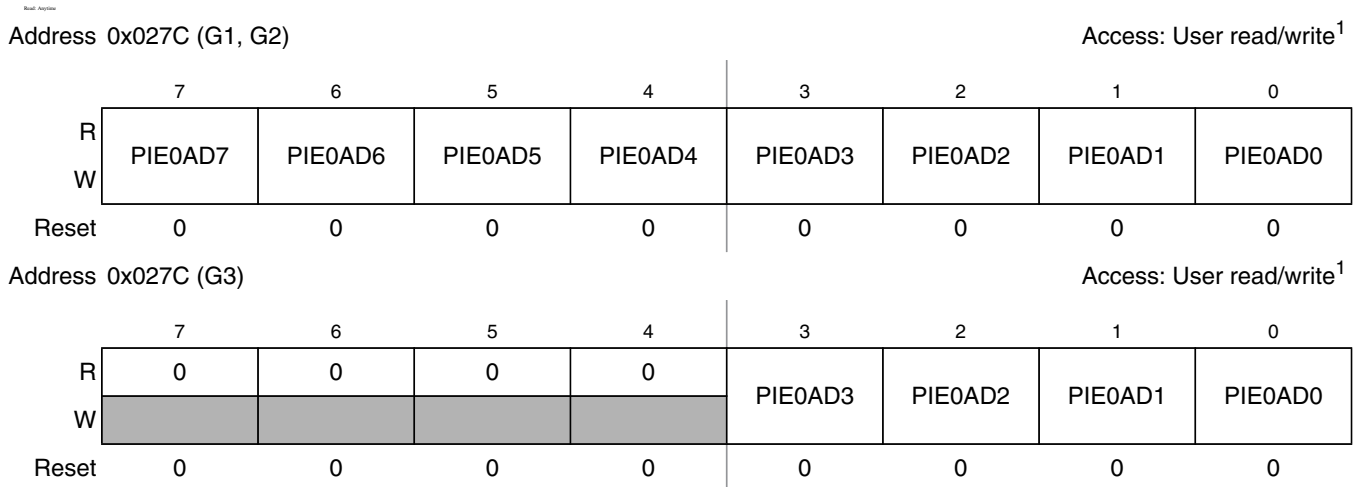 Read: Anytime
Address 0x027C (G1, G2) Access: User read/write1
7 6 5 4 3 2 1 0
R
W
PIE0AD7 PIE0AD6 PIE0AD5 PIE0AD4 PIE0AD3 PIE0AD2 PIE0AD1 PIE0AD0
Reset 0 0 0 0 0 0 0 0
Address 0x027C (G3) Access: User read/write1
7 6 5 4 3 2 1 0
R 0 0 0 0
W
PIE0AD3 PIE0AD2 PIE0AD1 PIE0AD0
Reset 0 0 0 0 0 0 0 0